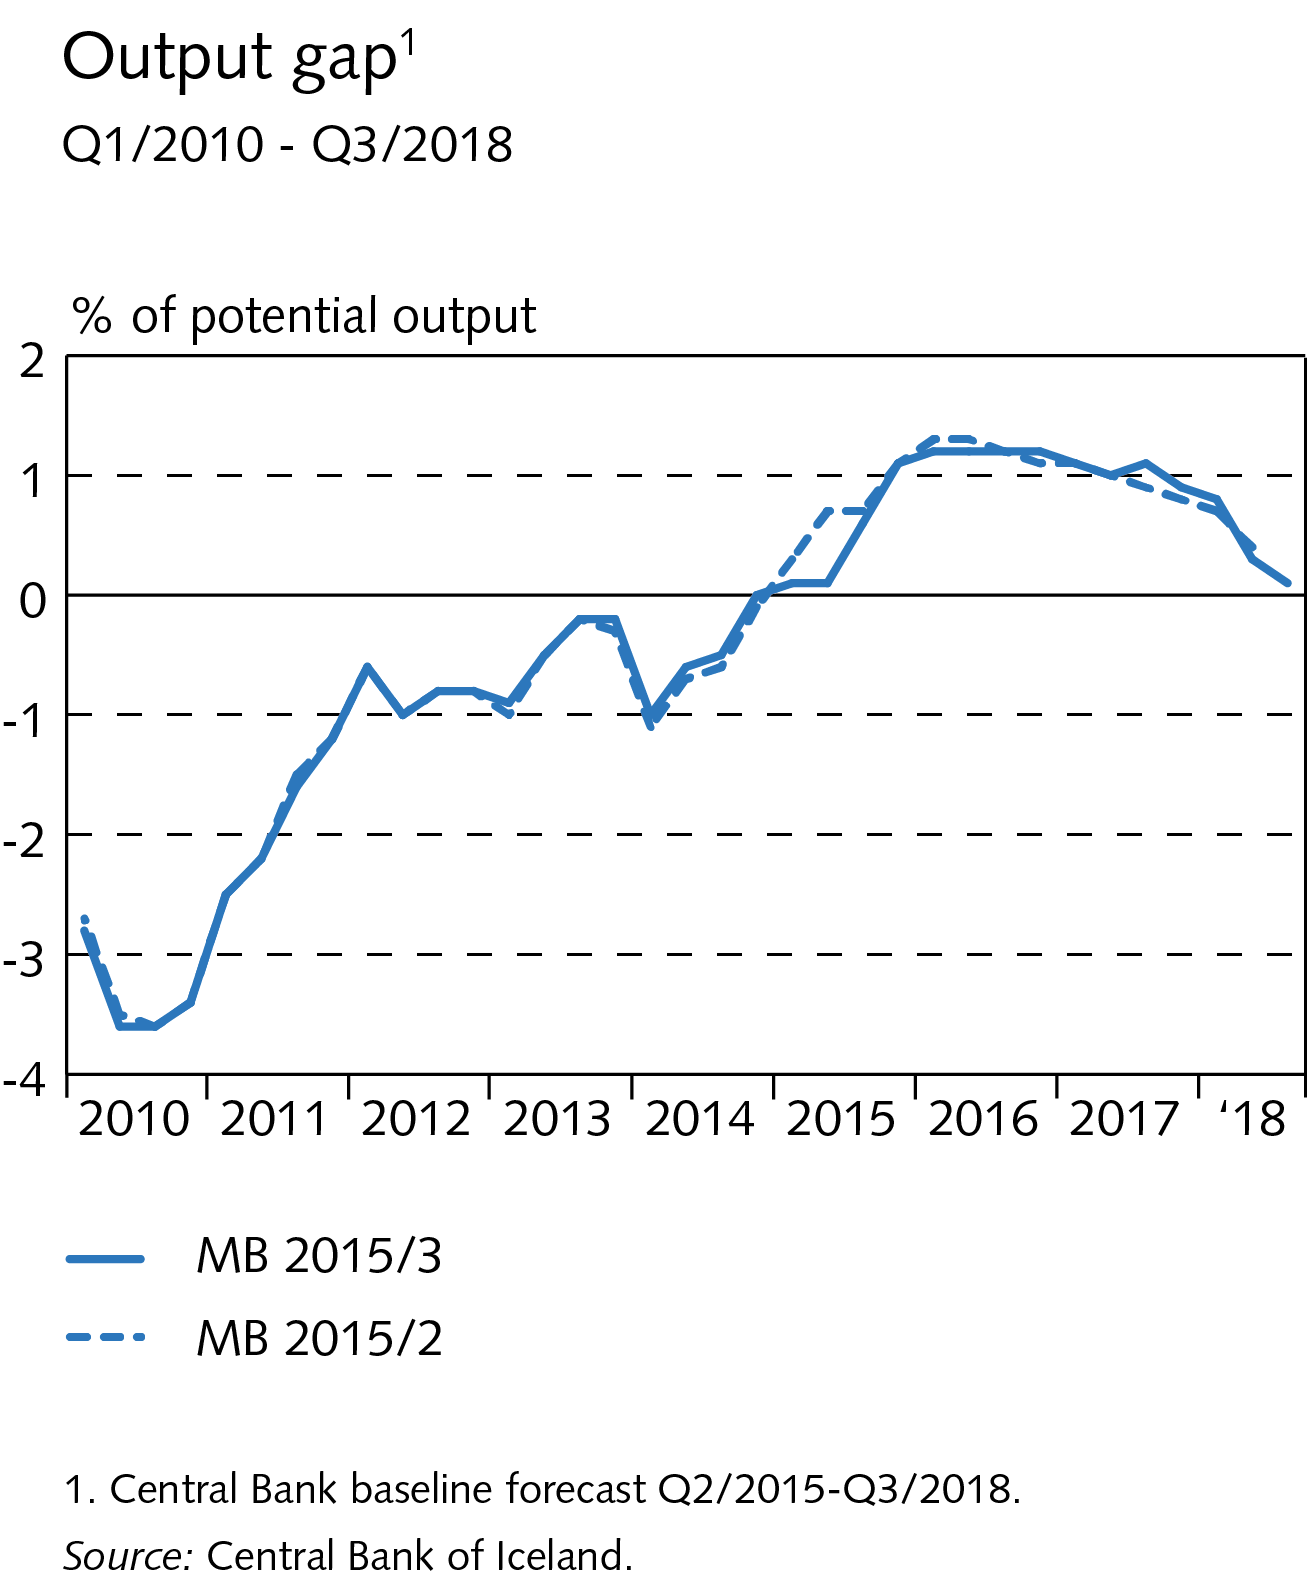 Output gap¹
Q1/2010 - Q3/2018
% of potential output
2
1
0
-1
-2
-3
-4
2010 2011 2012 2013 2014 2015 2016 2017 ‘18
MB 2015/3
MB 2015/2
1. Central Bank baseline forecast Q2/2015-Q3/2018.
Source: Central Bank of Iceland.